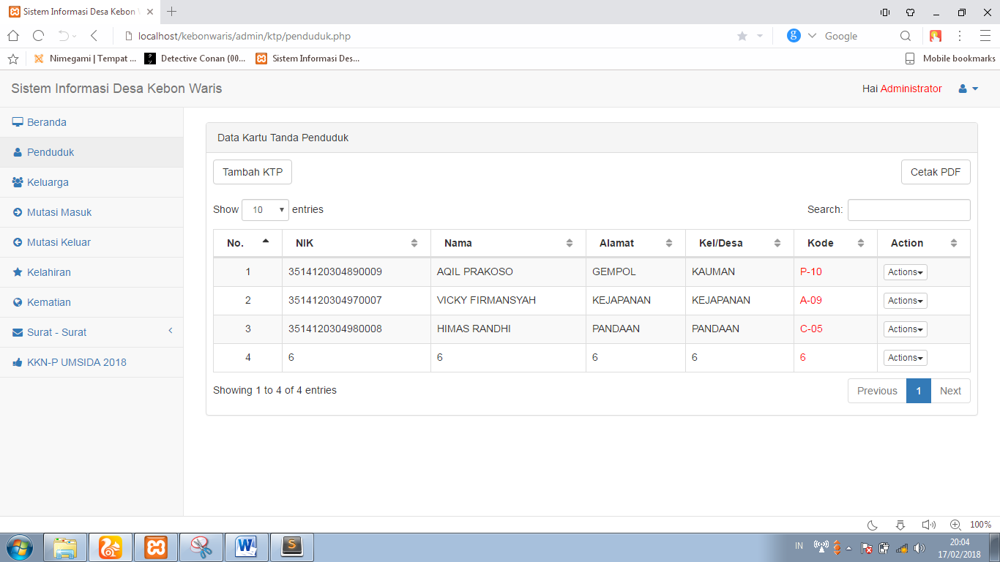 Sistem Informasi Desa Kebon
localhost/kebonwaris/admin/ktp/penduduk.php
Google
Nimegami | Tempat ... Detective Conan (00... Sistem Informasi Des... Mobile bookmarks
Sistem Informasi Desa Kebon Waris
Hai Administrator
Beranda
Penduduk
Keluarga
Mutasi Masuk
Mutasi Keluar
Kelahiran
Kematian
Surat - Surat
KKN-P UMSIDA 2018
Data Kartu Tanda Penduduk
Tambah KTP Cetak PDF
Show 10 entries Search:
No. NIK Nama Alamat Kel/Desa Kode Action
1 3514120304890009 AQIL PRAKOSO GEMPOL KAUMAN P-10 Actions
2 3514120304970007 VICKY FIRMANSYAH KEJAPANAN KEJAPANAN A-09 Actions
3 3514120304980008 HIMAS RANDHI PANDAAN PANDAAN C-05 Actions
4 6 6 6 6 6 Actions
Showing 1 to 4 of 4 entries Previous 1 Next
100%
IN 20:04
17/02/2018